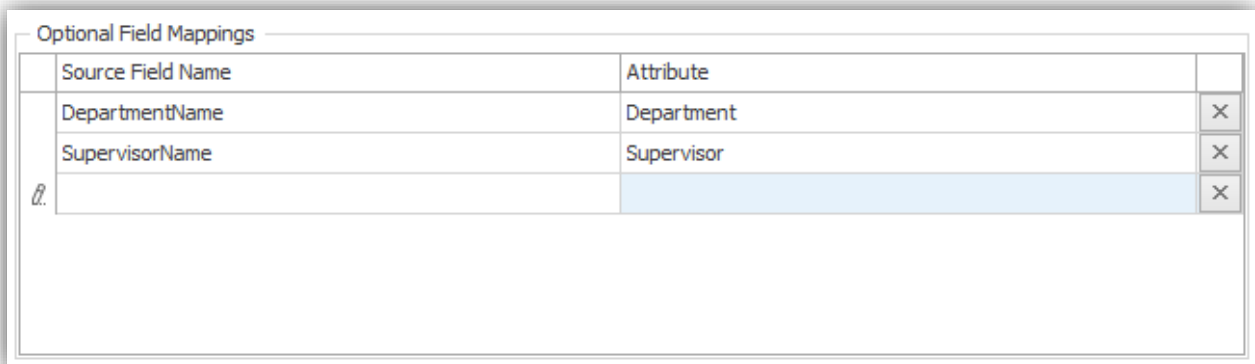 Optional Field Mappings
Source Field Name Attribute
DepartmentName Department
SupervisorName Supervisor